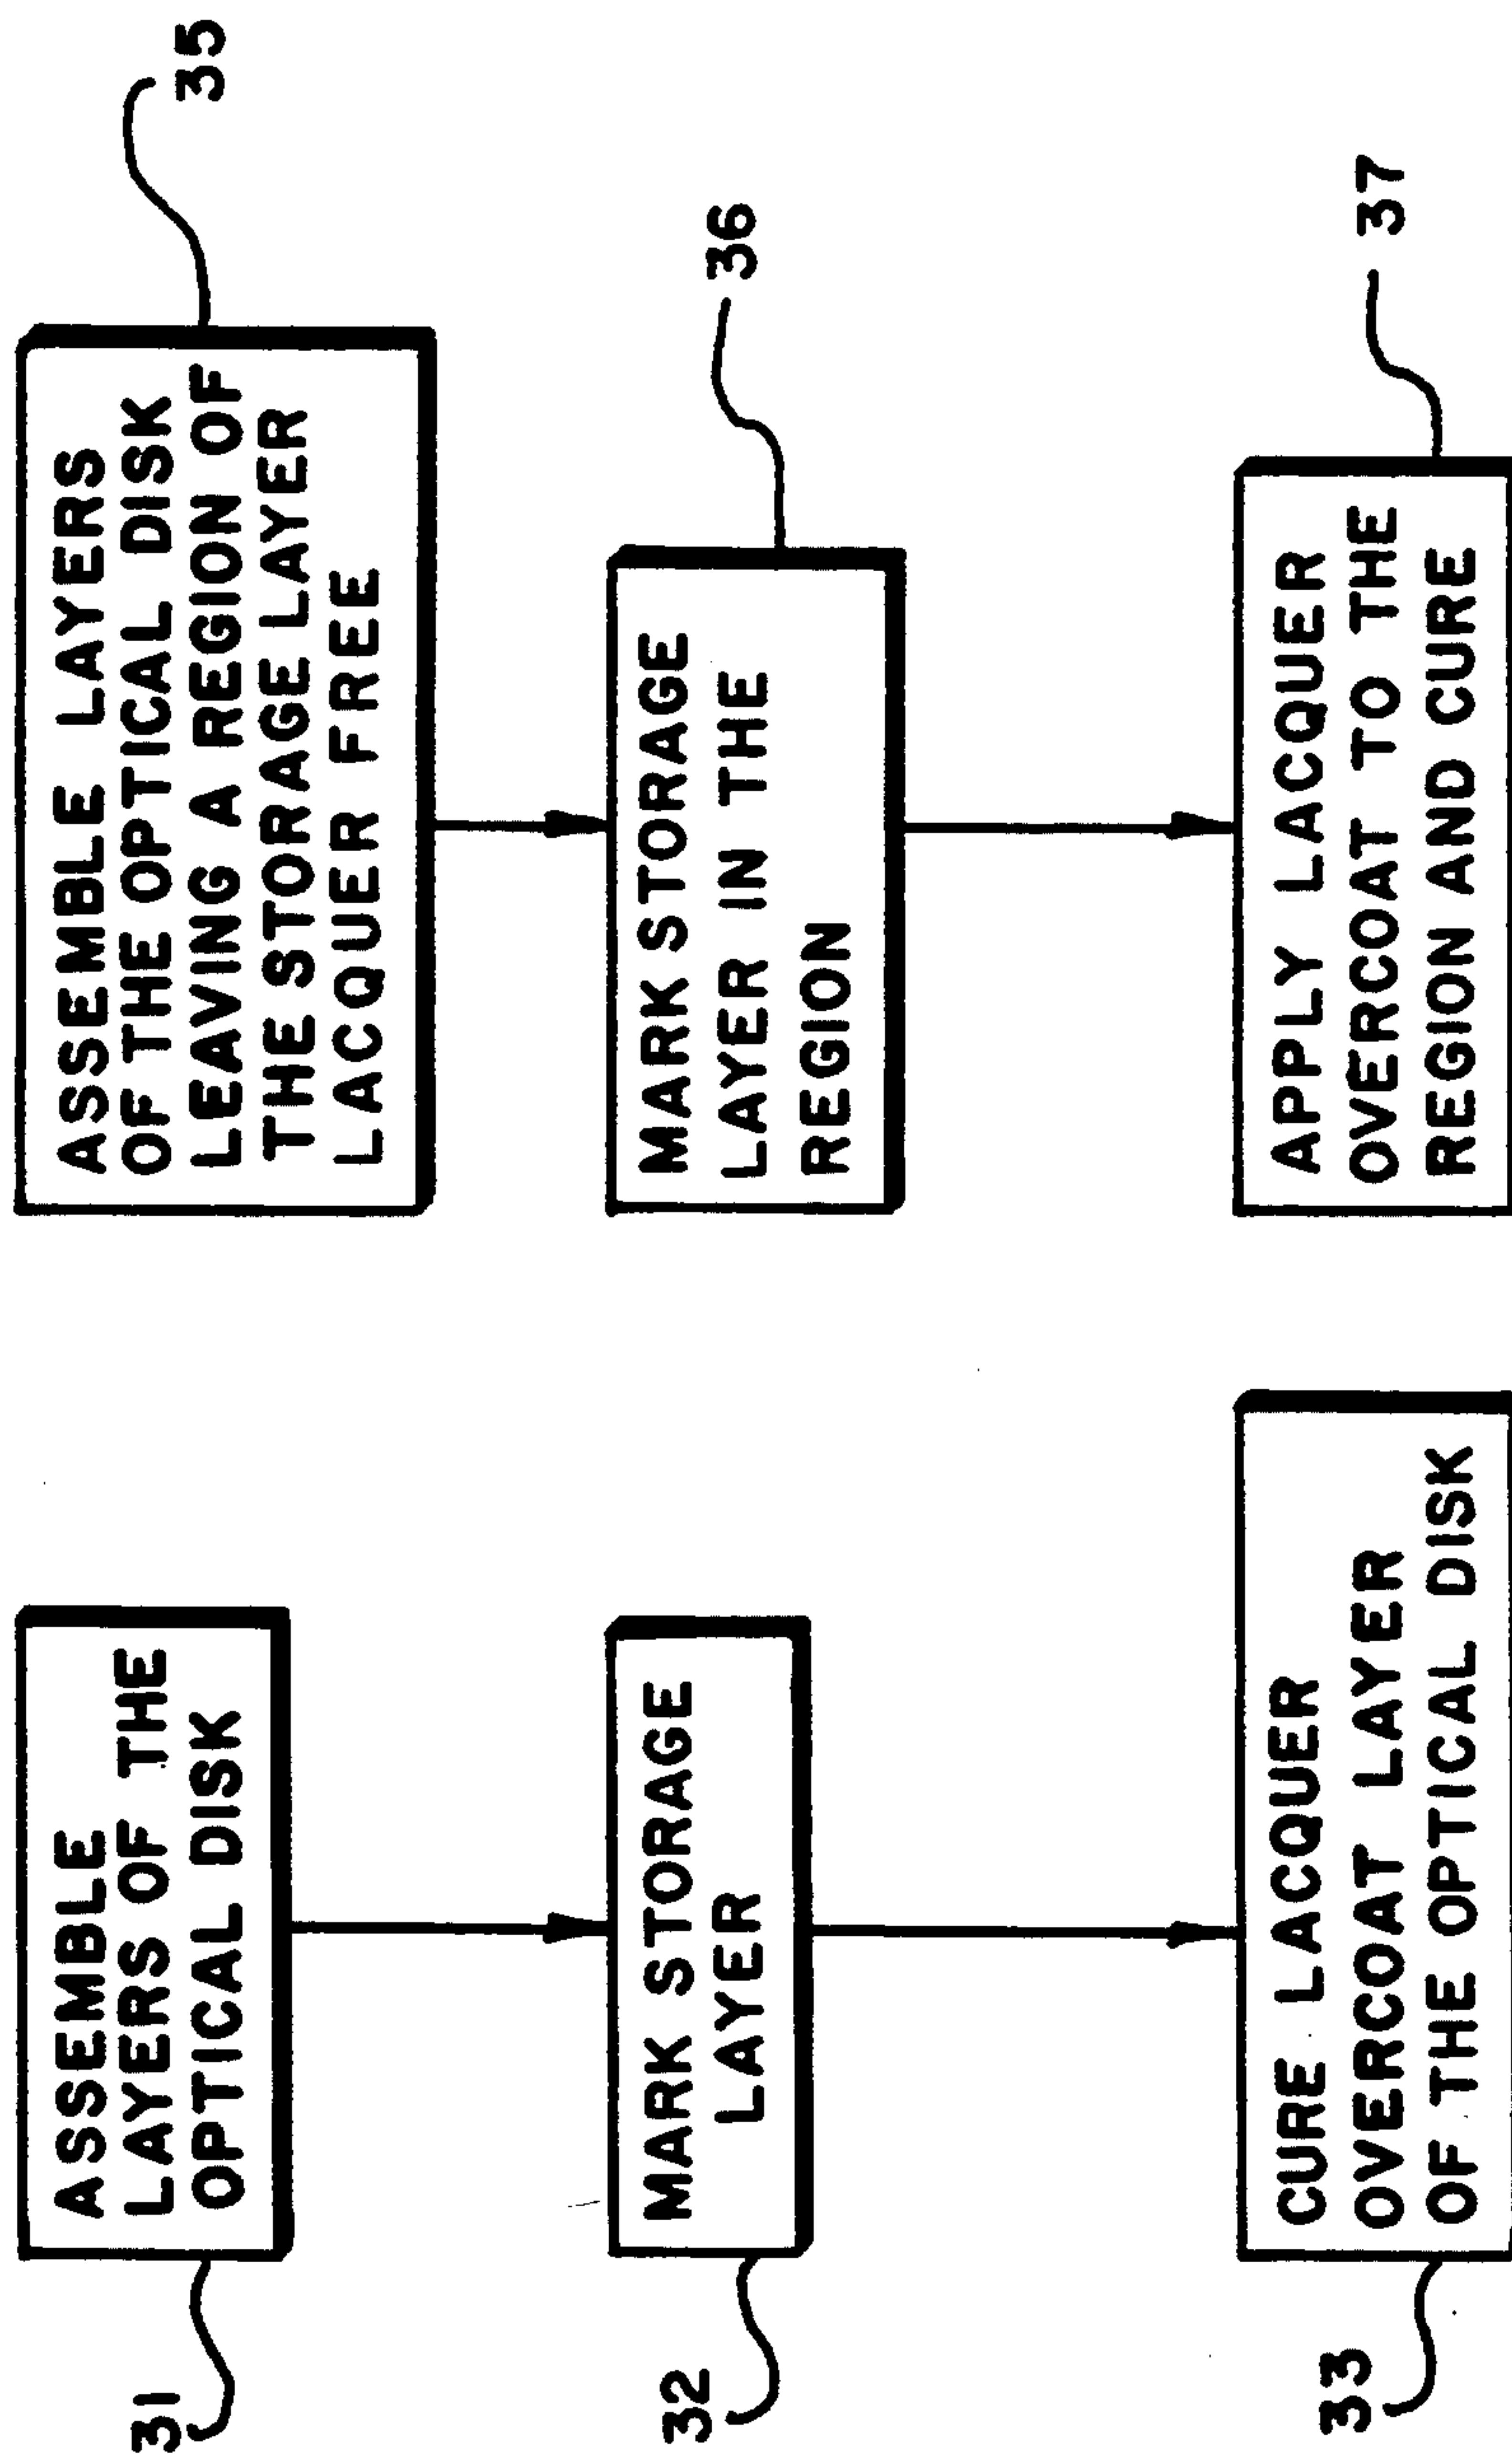 31
ASSEMBLE
LAYERS OF THE
OPTICAL DISK
32
MARK STORAGE
LAYER
33
CURE LACQUER
OVERCOAT LAYER
OF THE OPTICAL DISK
ASSEMBLE LAYERS
OF THE OPTICAL DISK
LEAVING A REGION OF
THE STORAGE LAYER
LACQUER FREE
35
MARK STORAGE
LAYER IN THE
REGION
36
APPLY LACQUER
OVERCOAT TO THE
REGION AND CURE
37